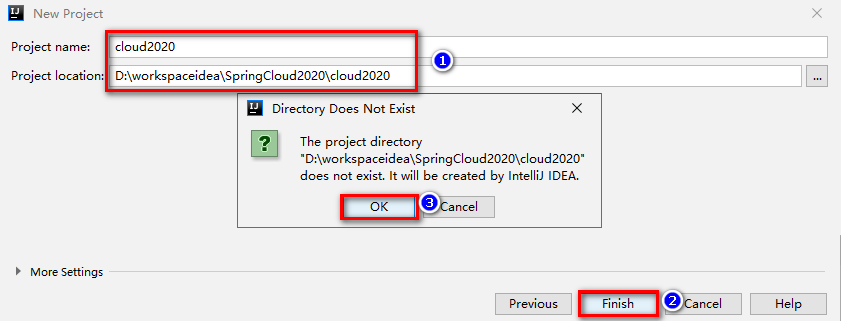 New Project
Project name: cloud2020
1
Project location: D:\workspaceidea\SpringCloud2020\cloud2020 ...
Directory Does Not Exist
The project directory
"D:\workspaceidea\SpringCloud2020\cloud2020"
does not exist. It will be created by IntelliJ IDEA.
OK 3 Cancel
More Settings
Previous Finish 2 Cancel Help